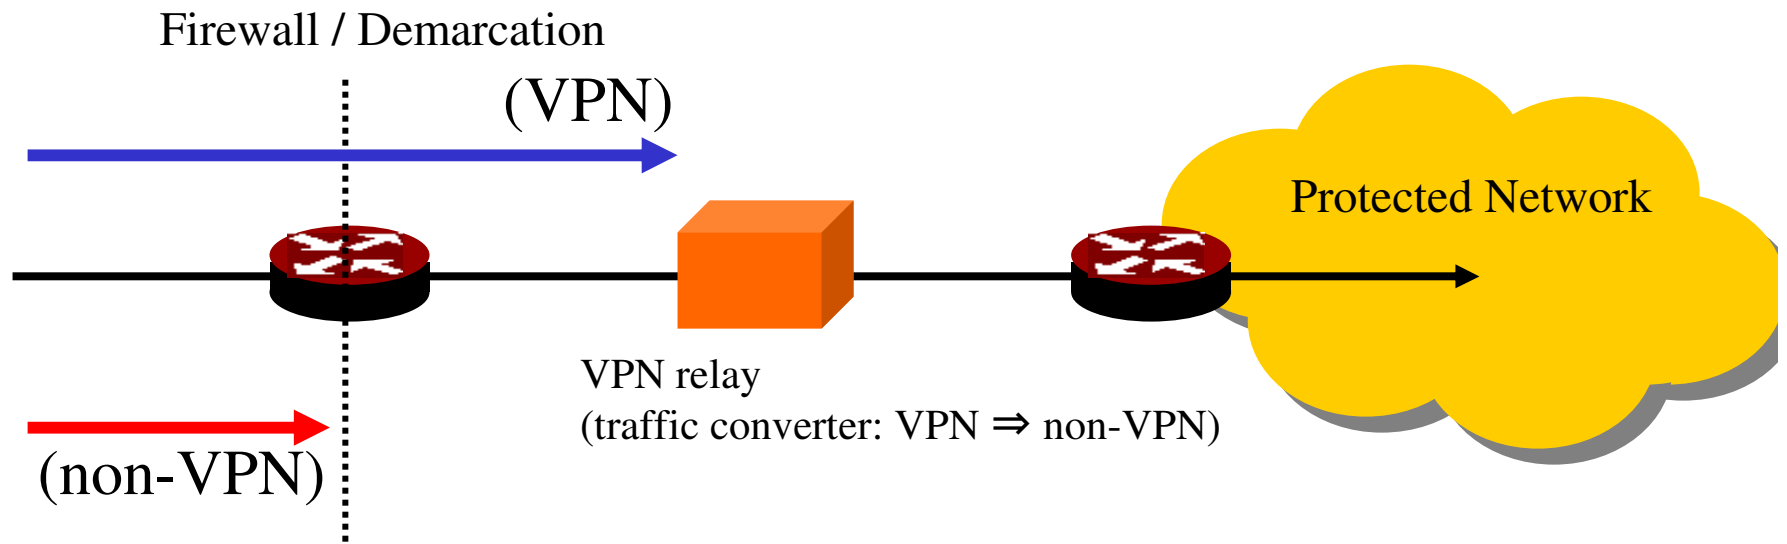 Firewall / Demarcation
(VPN)
Protected Network
VPN relay
(traffic converter: VPN ⇒ non-VPN)
(non-VPN)